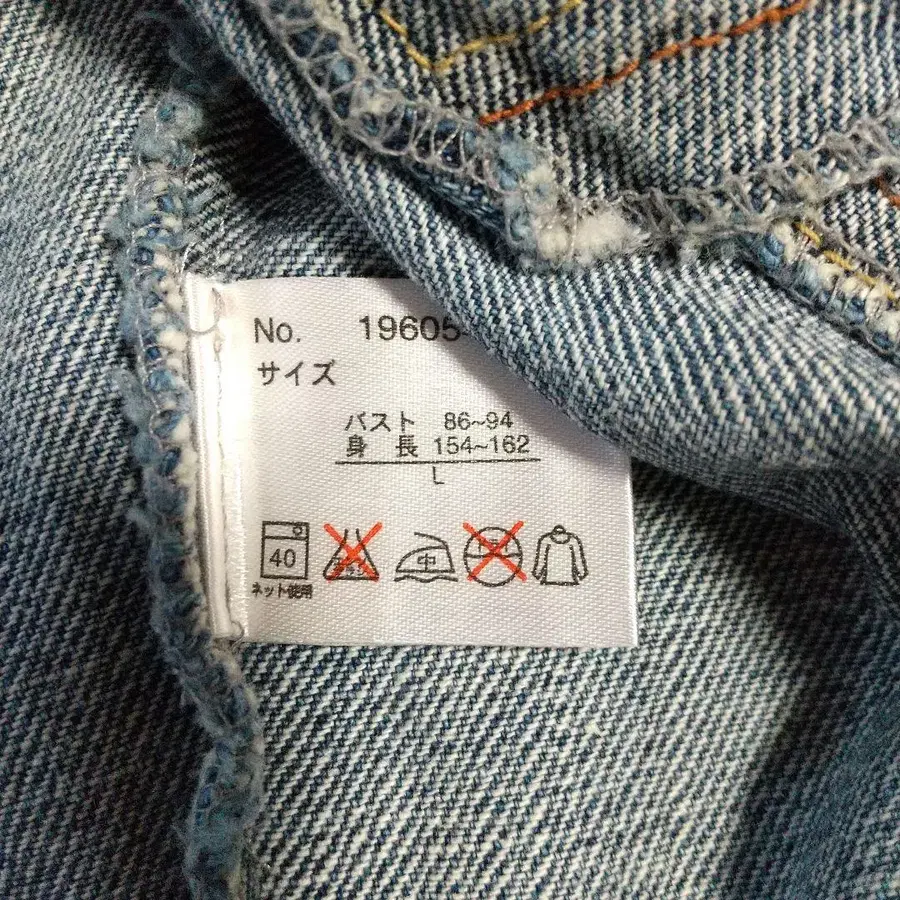 No. 19605
サイズ
バスト 86~94
身 長 154~162
L
40
中
ネット使用